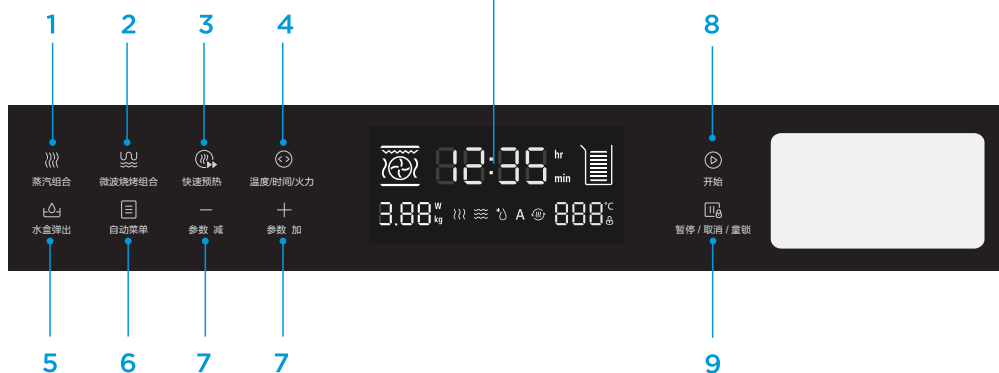 1 2 3 4 8
12:35 hr
min
蒸汽组合 微波烧烤组合 快速预热 温度/时间/火力 开始
3.88 W kg A 888 °C
水盒弹出 自动菜单 参数 减 参数 加 暂停 / 取消 / 童锁
5 6 7 7 9